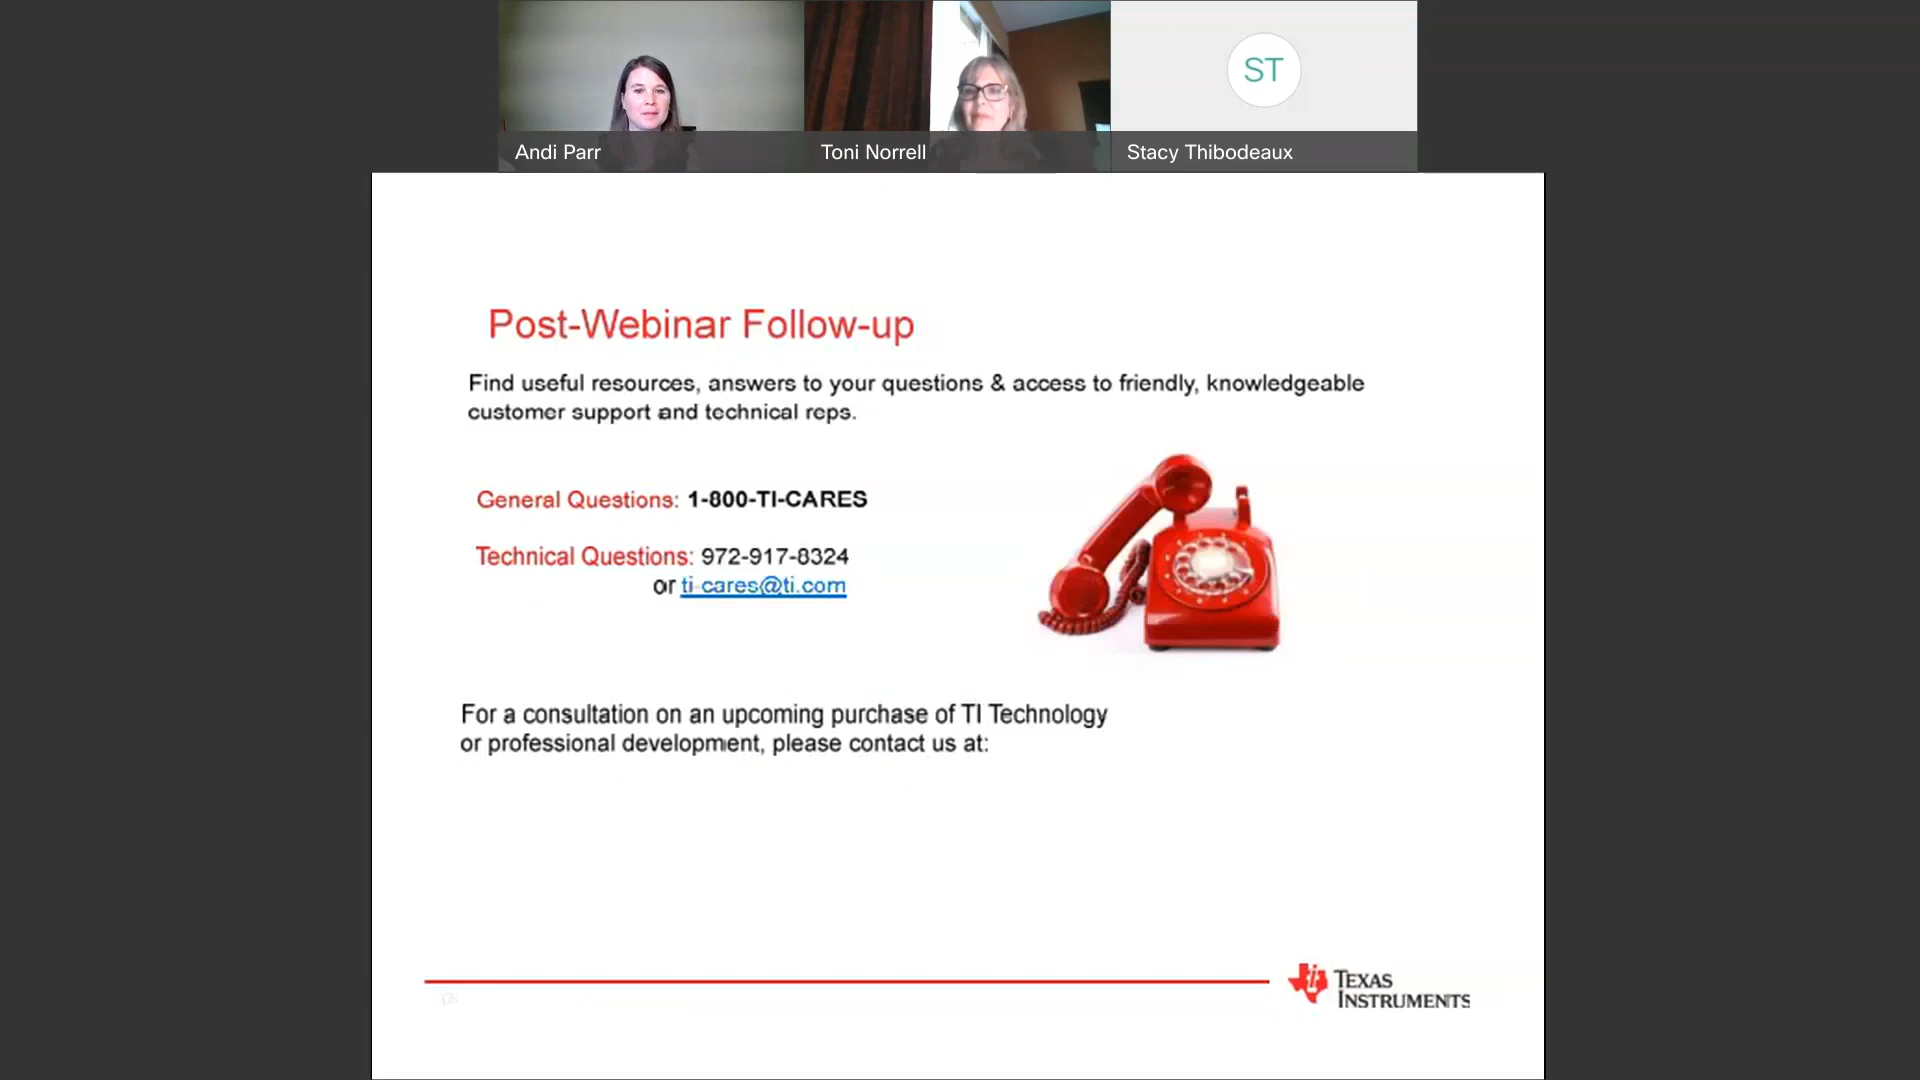 Andi Parr
Toni Norrell
ST
Stacy Thibodeaux
Post-Webinar Follow-up
Find useful resources, answers to your questions & access to friendly, knowledgeable
customer support and technical reps.
General Questions: 1-800-TI-CARES
Technical Questions: 972-917-8324
or ti-cares@ti.com
For a consultation on an upcoming purchase of TI Technology
or professional development, please contact us at:
TEXAS
INSTRUMENTS